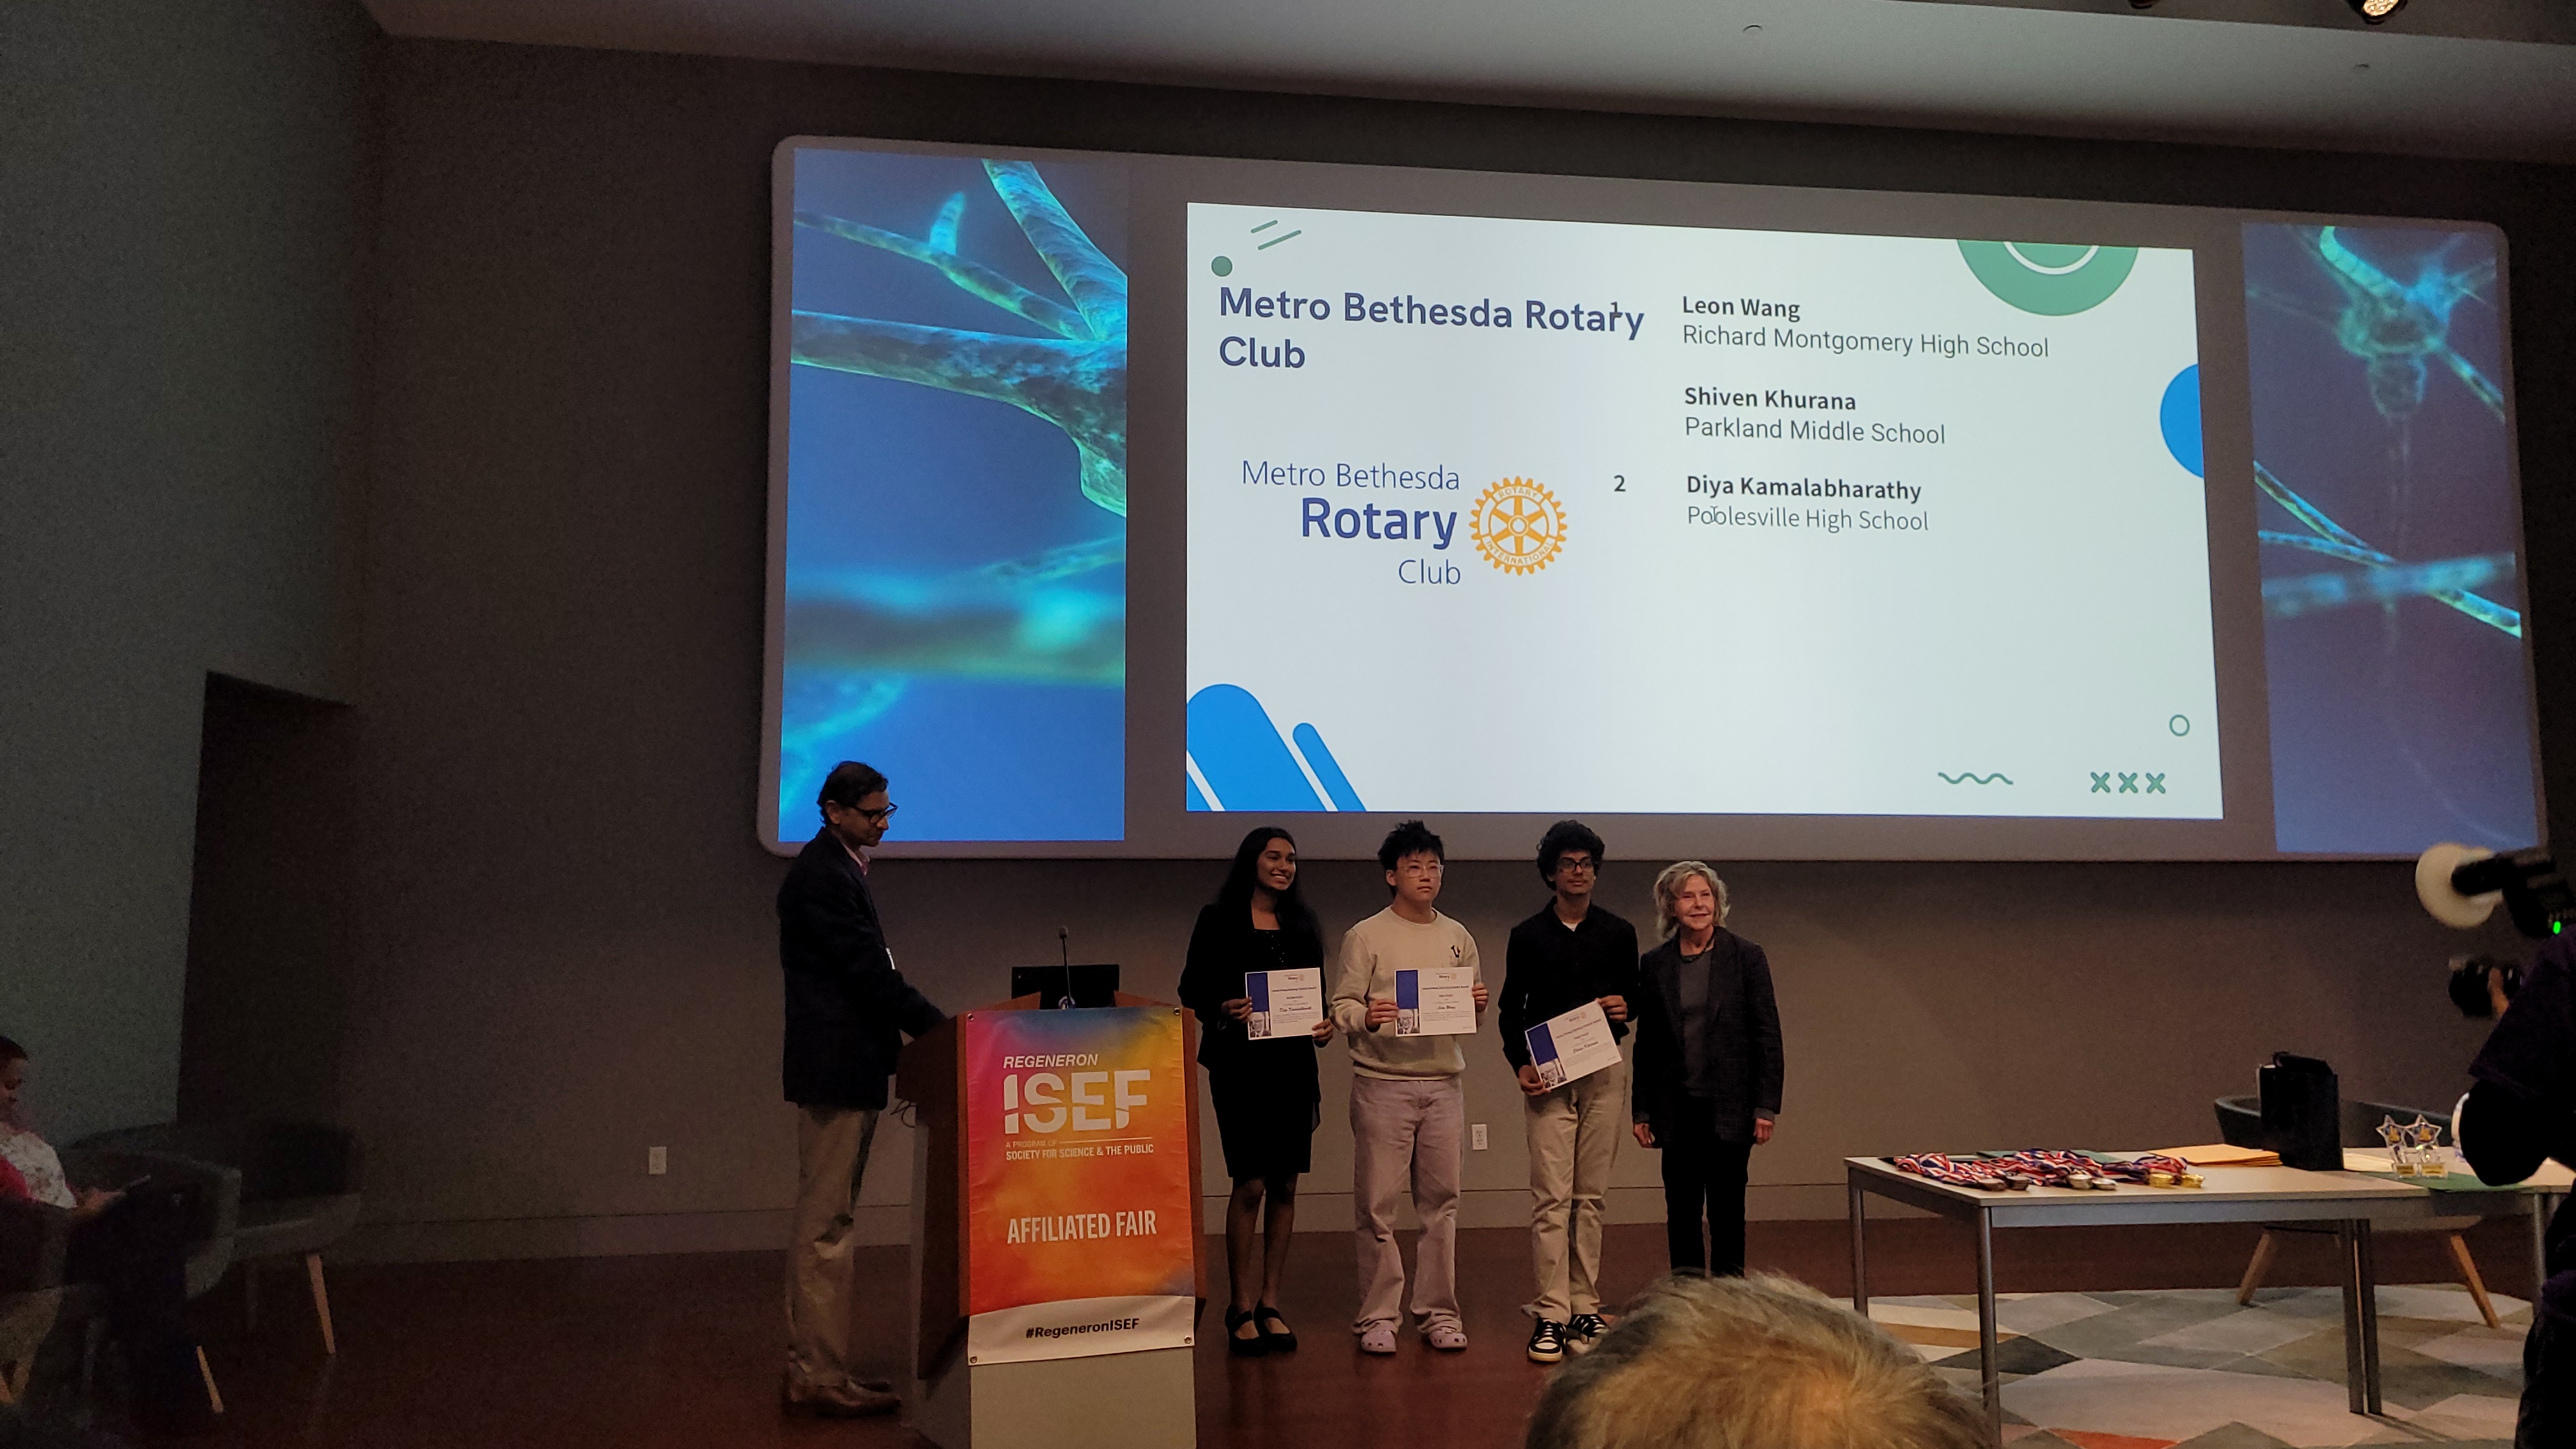 Metro Bethesda Rotary
Club
Metro Bethesda
Rotary
Club
ROTARY
INTERNATIONAL
1
Leon Wang
Richard Montgomery High School
Shiven Khurana
Parkland Middle School
2
Diya Kamalabharathy
Poolesville High School
REGENERON
ISEF
A PROGRAM OF
SOCIETY FOR SCIENCE & THE PUBLIC
AFFILIATED FAIR
#RegeneronISEF